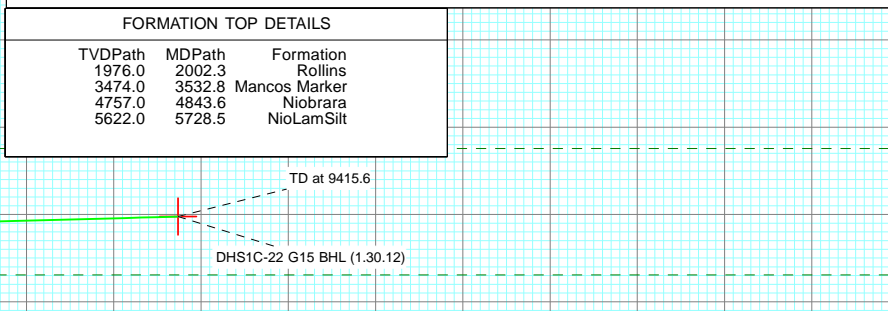 FORMATION TOP DETAILS
TVDPath MDPath Formation
1976.0 2002.3 Rollins
3474.0 3532.8 Mancos Marker
4757.0 4843.6 Niobrara
5622.0 5728.5 NioLamSilt
TD at 9415.6
DHS1C-22 G15 BHL (1.30.12)